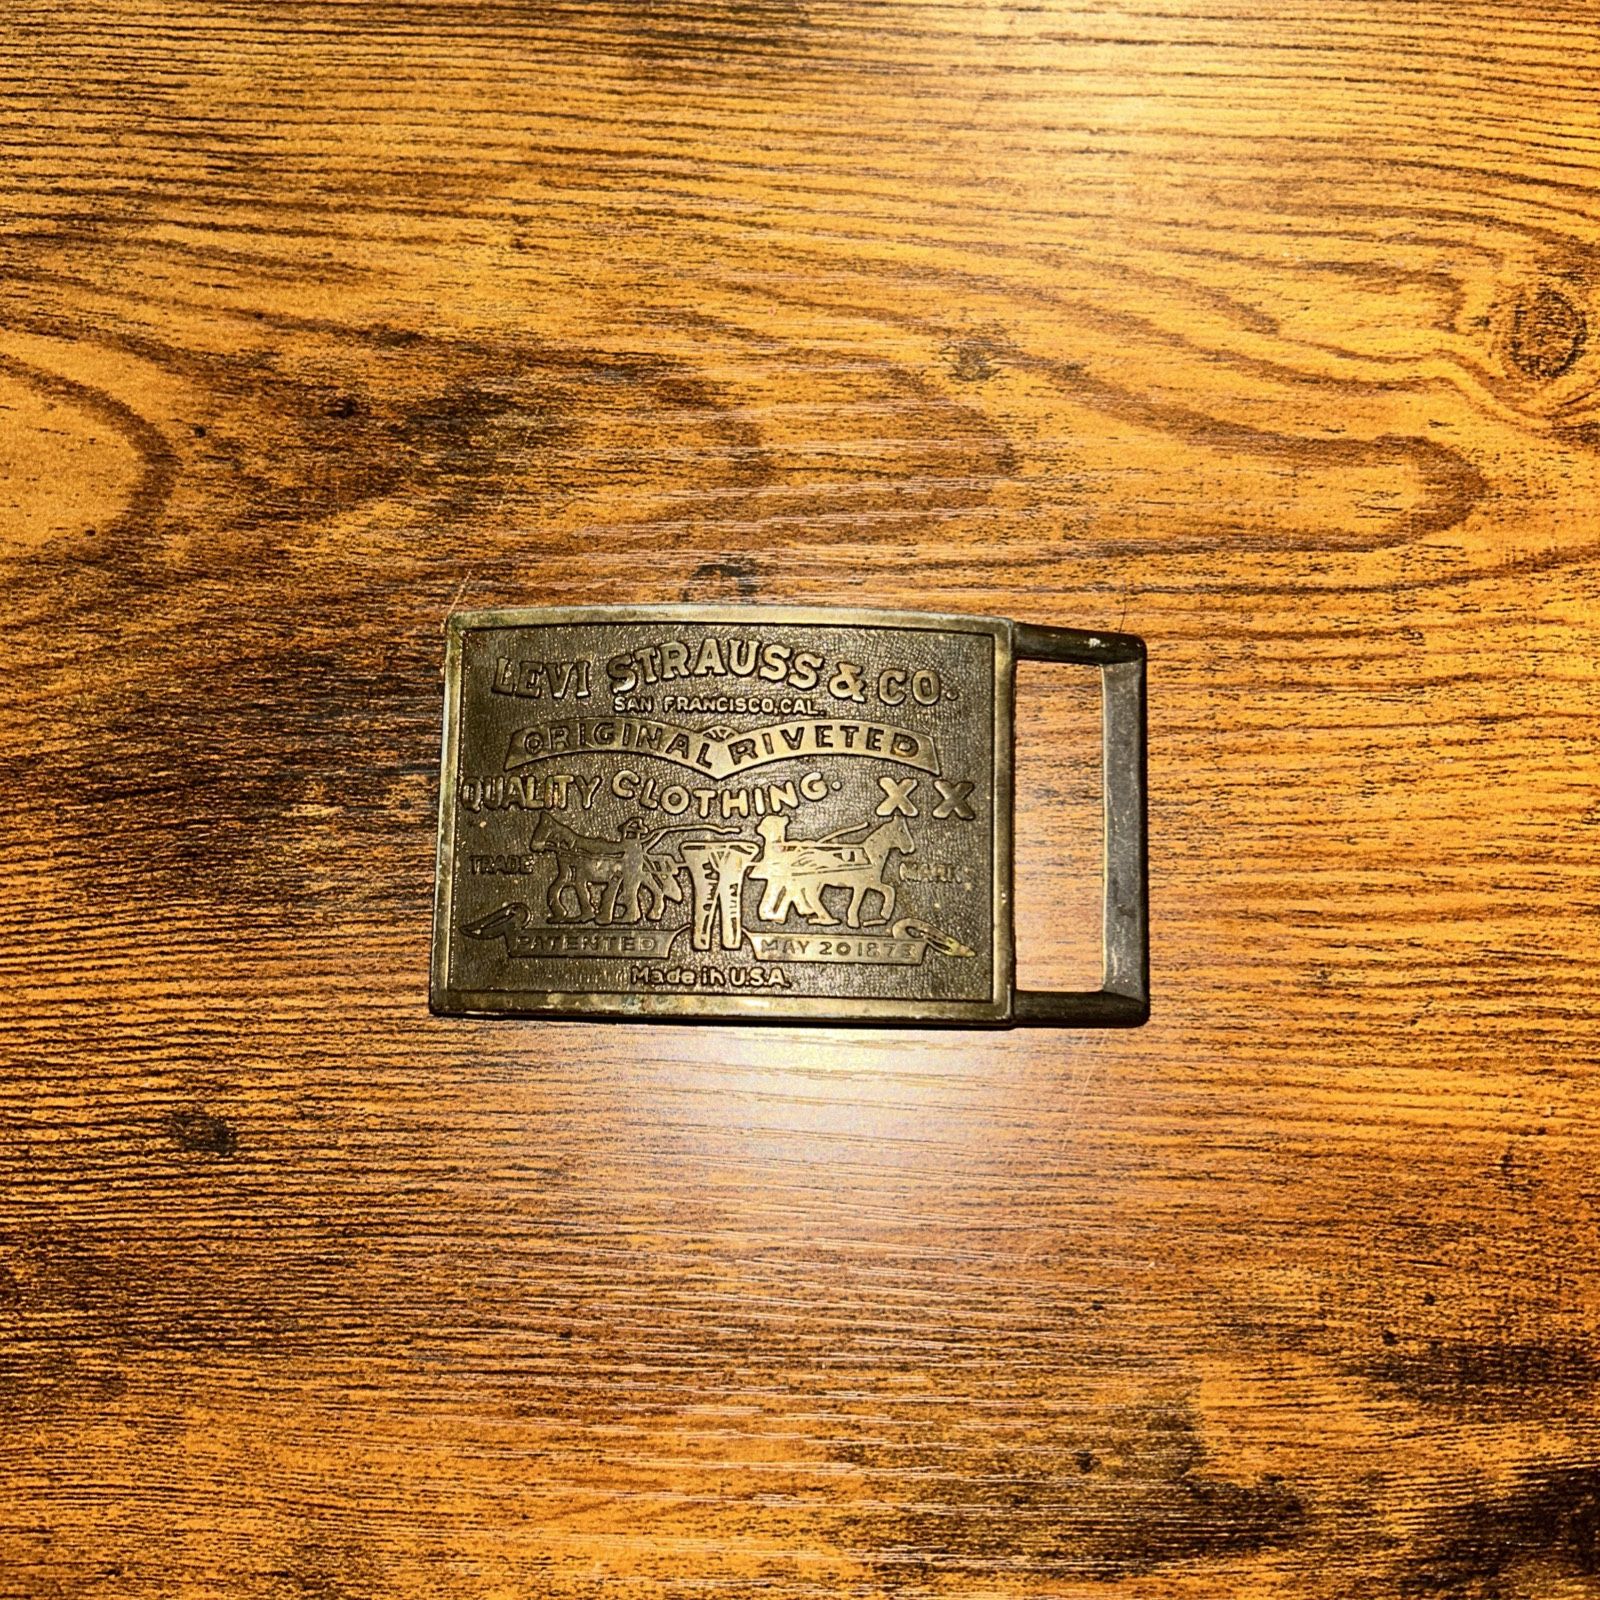 LEVI STRAUSS & CO.
SAN FRANCISCO, CAL.
ORIGINAL RIVETED
QUALITY CLOTHING. XX
TRADE MARK
PATENTED MAY 20 1873
Made in U.S.A.